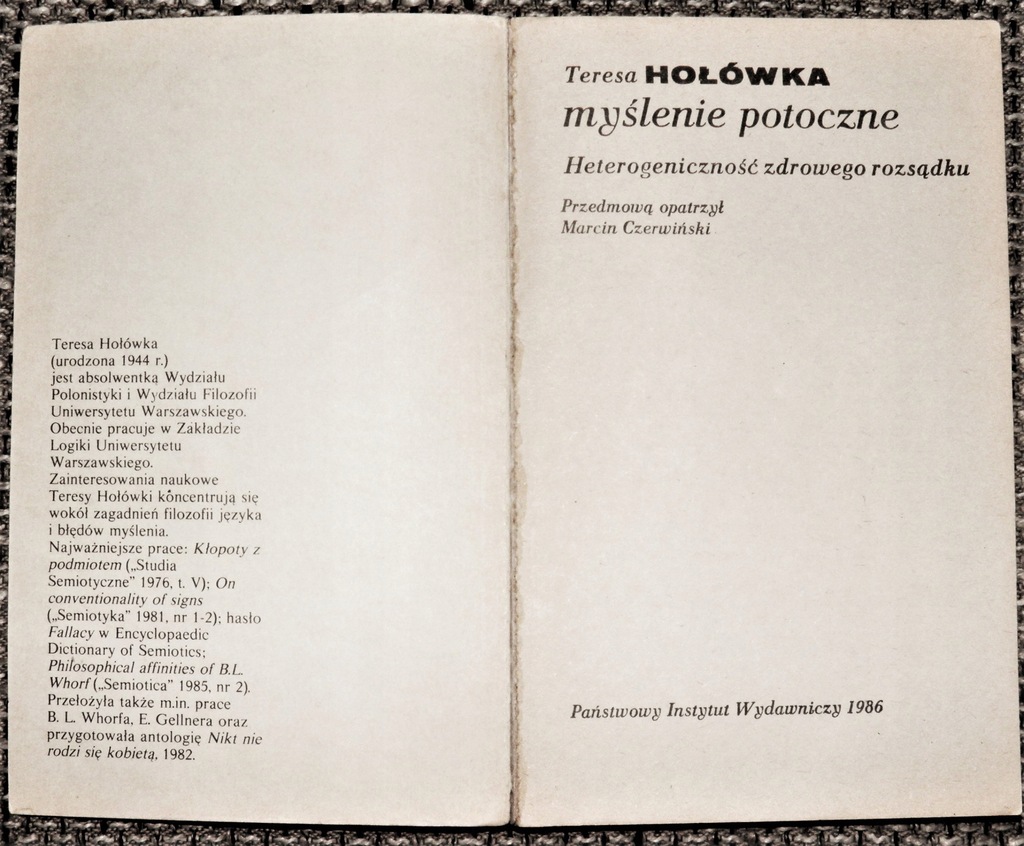 Teresa Hołówka
(urodzona 1944 r.)
jest absolwentką Wydziału
Polonistyki i Wydziału Filozofii
Uniwersytetu Warszawskiego.
Obecnie pracuje w Zakładzie
Logiki Uniwersytetu
Warszawskiego.
Zainteresowania naukowe
Teresy Hołówki koncentrują się
wokół zagadnień filozofii języka
i błędów myślenia.
Najważniejsze prace: Kłopoty z
podmiotem („Studia
Semiotyczne” 1976, t. V); On
conventionality of signs
(„Semiotyka” 1981, nr 1-2); hasło
Fallacy w Encyclopaedic
Dictionary of Semiotics;
Philosophical affinities of B.L.
Whorf („Semiotica” 1985, nr 2).
Przełożyła także m.in. prace
B. L. Whorfa, E. Gellnera oraz
przygotowała antologię Nikt nie
rodzi się kobietą, 1982.
Teresa HOŁÓWKA
myślenie potoczne
Heterogeniczność zdrowego rozsądku
Przedmową opatrzył
Marcin Czerwiński
Państwowy Instytut Wydawniczy 1986